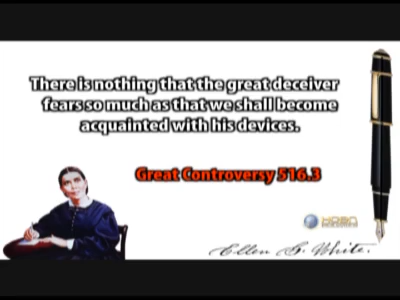 There is nothing that the great deceiver
fears so much as that we shall become
acquainted with his devices.
Great Controversy 516.3
Ellen G. White.